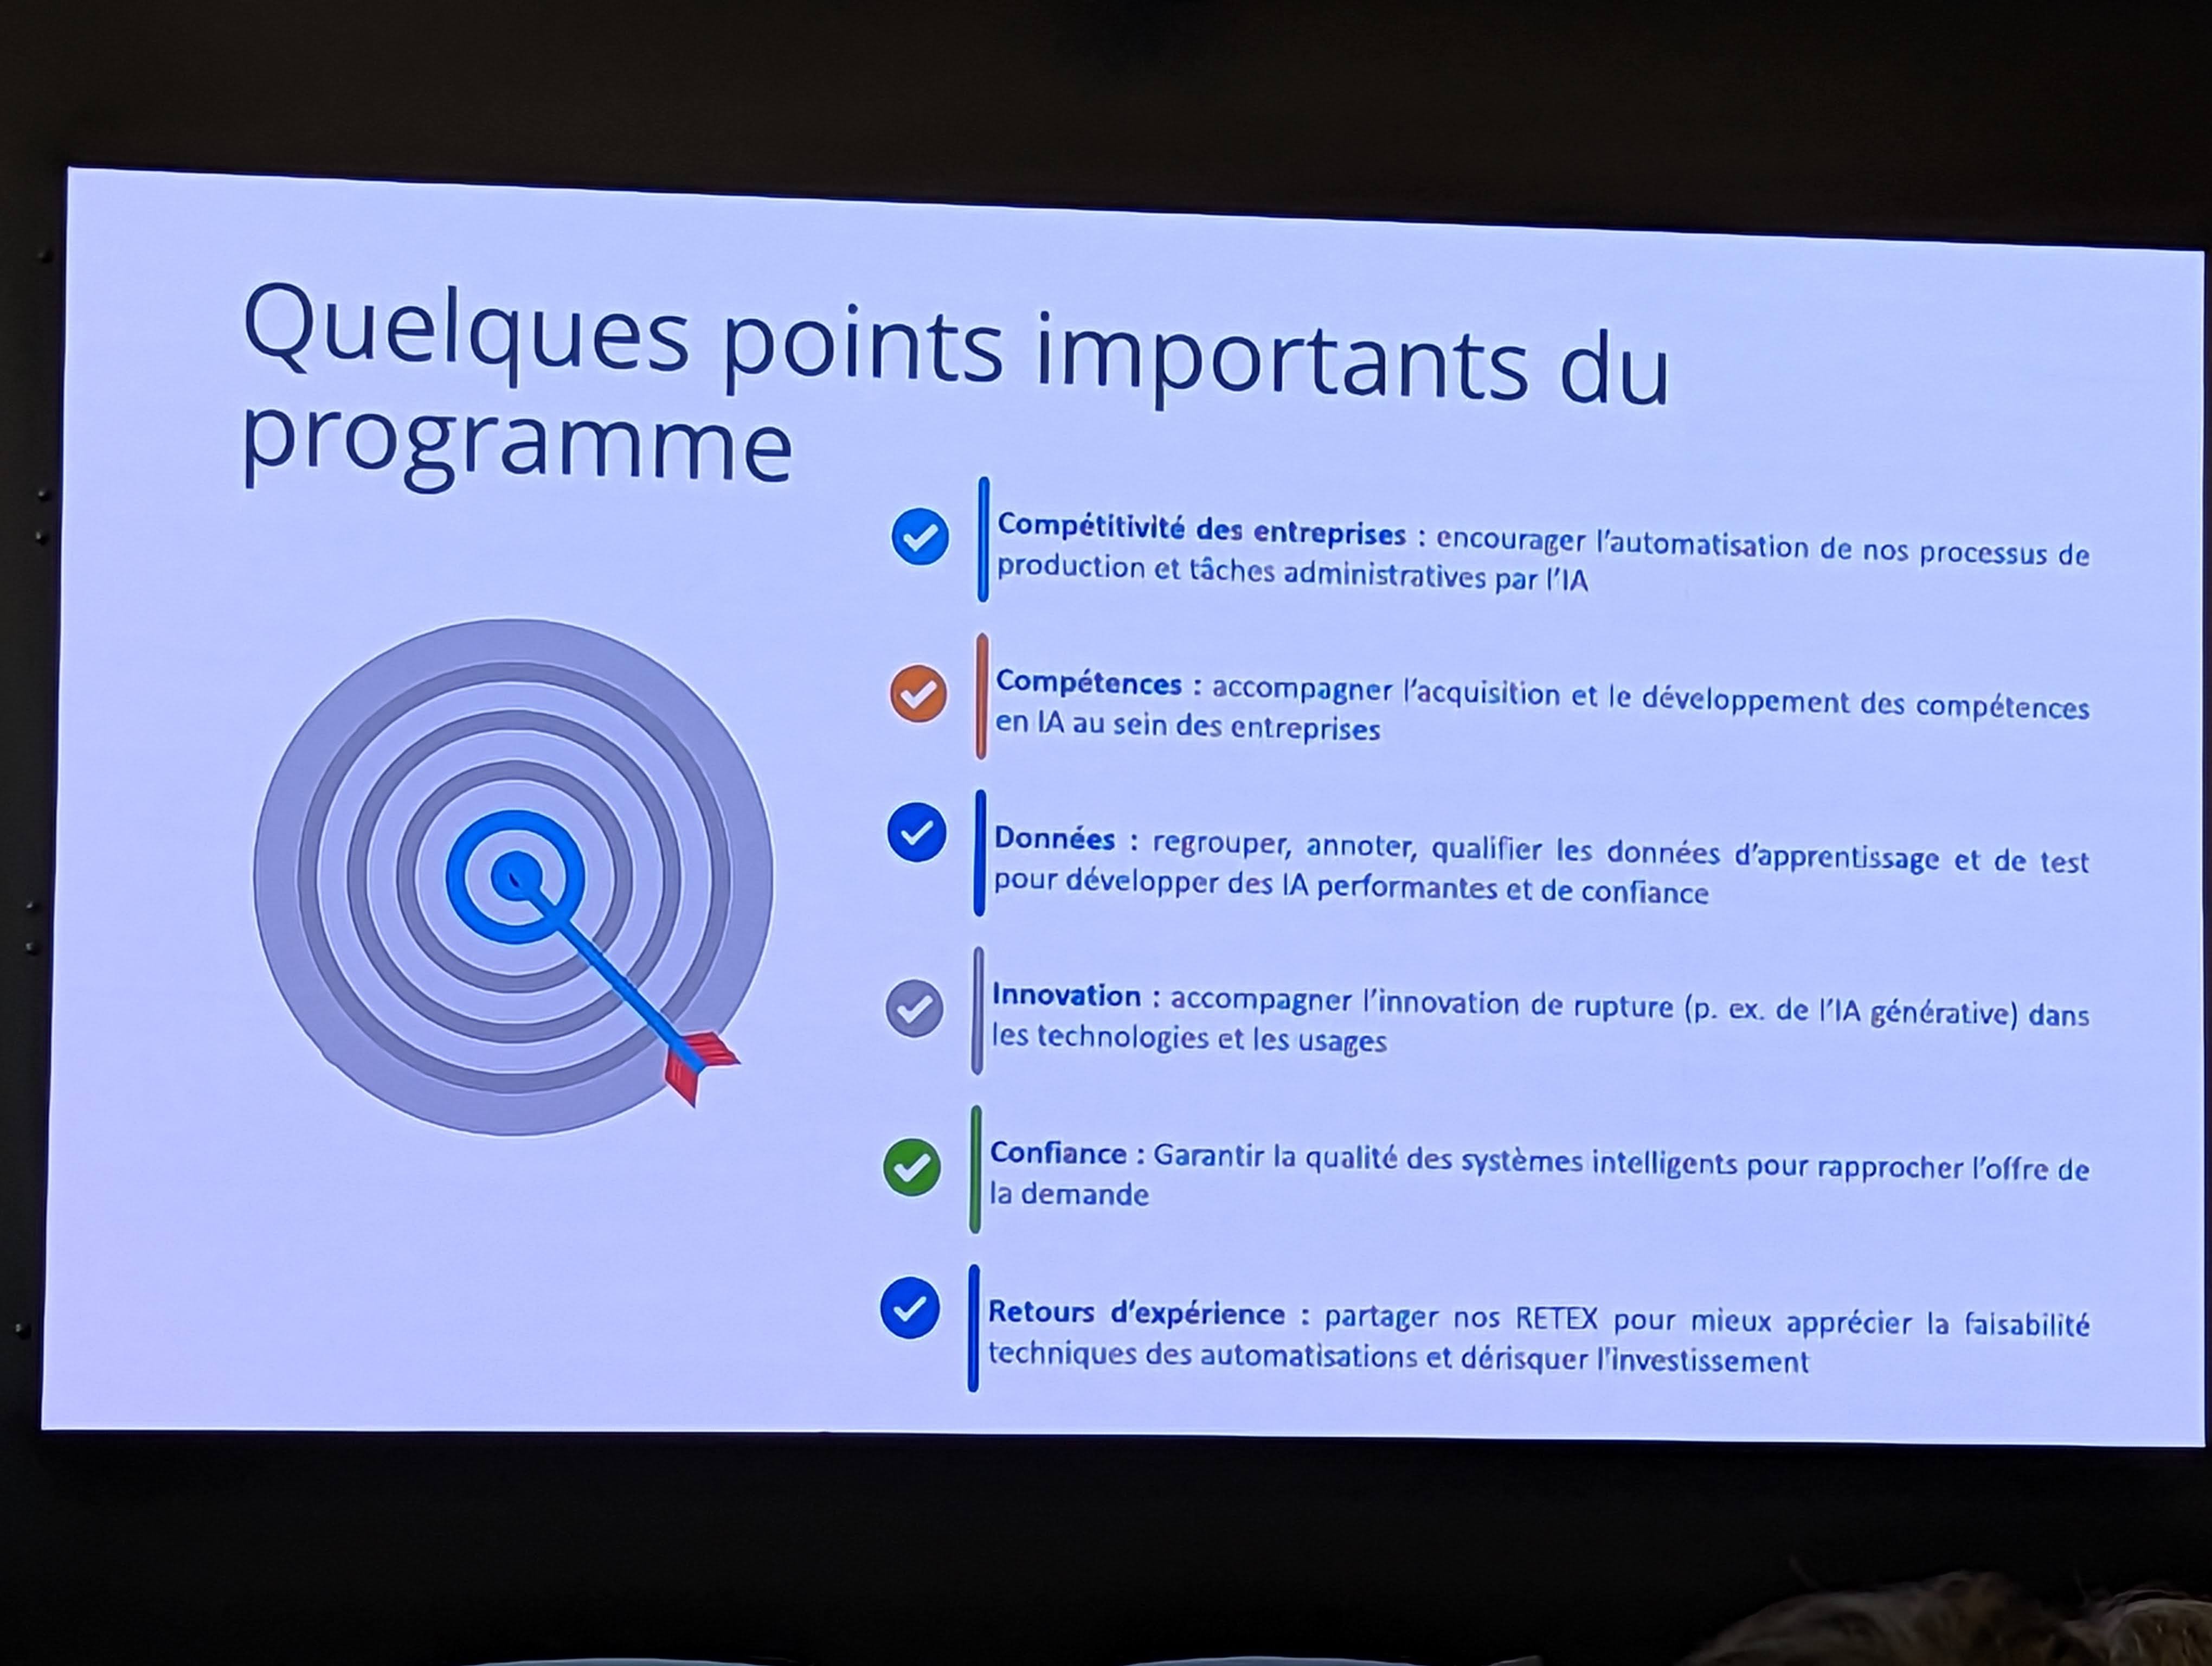 Quelques points importants du
programme
Compétitivité des entreprises : encourager l'automatisation de nos processus de
production et tâches administratives par l'IA
Compétences : accompagner l'acquisition et le développement des compétences
en IA au sein des entreprises
Données : regrouper, annoter, qualifier les données d'apprentissage et de test
pour développer des IA performantes et de confiance
Innovation : accompagner l'innovation de rupture (p. ex. de l'IA générative) dans
les technologies et les usages
Confiance : Garantir la qualité des systèmes intelligents pour rapprocher l'offre de
la demande
Retours d'expérience : partager nos RETEX pour mieux apprécier la faisabilité
techniques des automatisations et dérisquer l'investissement